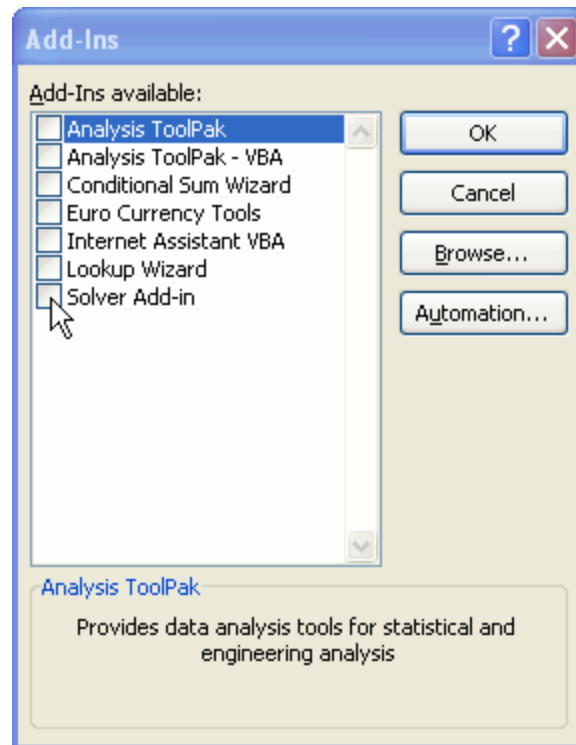 Add-Ins
?
Add-Ins available:
Analysis ToolPak
Analysis ToolPak - VBA
Conditional Sum Wizard
Euro Currency Tools
Internet Assistant VBA
Lookup Wizard
Solver Add-in
OK
Cancel
Browse...
Automation...
Analysis ToolPak
Provides data analysis tools for statistical and
engineering analysis